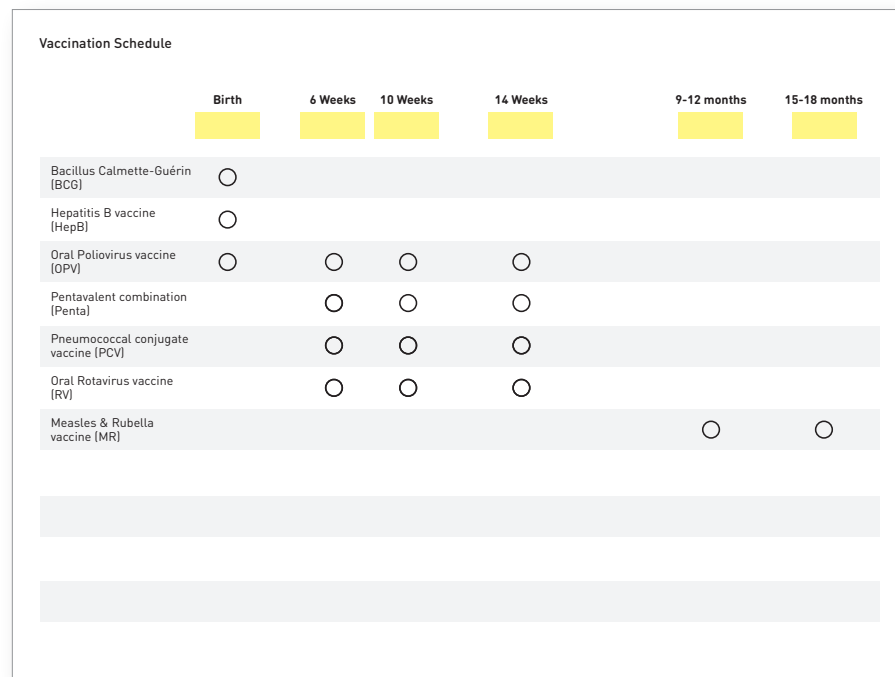 Vaccination Schedule
Birth 6 Weeks 10 Weeks 14 Weeks 9-12 months 15-18 months
Bacillus Calmette-Guérin
(BCG)
Hepatitis B vaccine
(HepB)
Oral Poliovirus vaccine
(OPV)
Pentavalent combination
(Penta)
Pneumococcal conjugate
vaccine (PCV)
Oral Rotavirus vaccine
(RV)
Measles & Rubella
vaccine (MR)